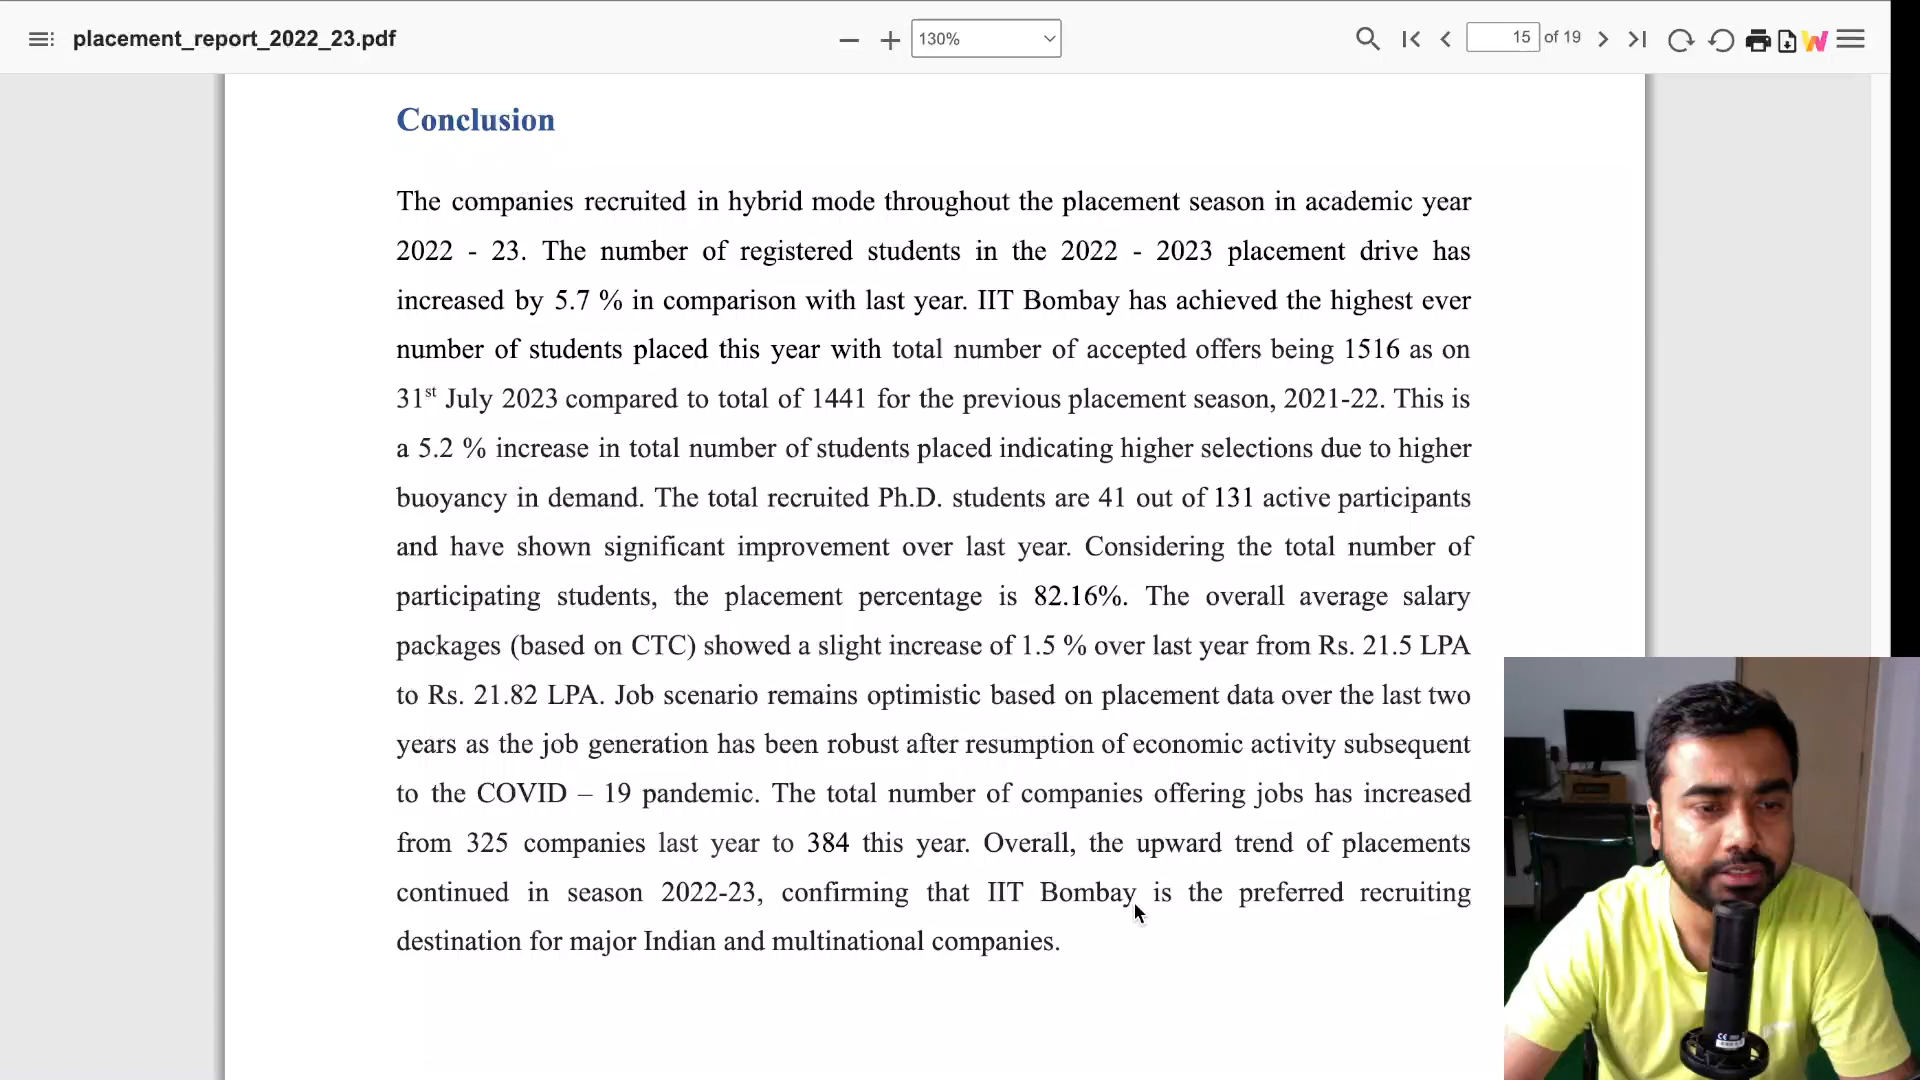 placement_report_2022_23.pdf
130%
15 of 19
Conclusion
The companies recruited in hybrid mode throughout the placement season in academic year
2022 - 23. The number of registered students in the 2022 - 2023 placement drive has
increased by 5.7 % in comparison with last year. IIT Bombay has achieved the highest ever
number of students placed this year with total number of accepted offers being 1516 as on
31st July 2023 compared to total of 1441 for the previous placement season, 2021-22. This is
a 5.2 % increase in total number of students placed indicating higher selections due to higher
buoyancy in demand. The total recruited Ph.D. students are 41 out of 131 active participants
and have shown significant improvement over last year. Considering the total number of
participating students, the placement percentage is 82.16%. The overall average salary
packages (based on CTC) showed a slight increase of 1.5 % over last year from Rs. 21.5 LPA
to Rs. 21.82 LPA. Job scenario remains optimistic based on placement data over the last two
years as the job generation has been robust after resumption of economic activity subsequent
to the COVID – 19 pandemic. The total number of companies offering jobs has increased
from 325 companies last year to 384 this year. Overall, the upward trend of placements
continued in season 2022-23, confirming that IIT Bombay is the preferred recruiting
destination for major Indian and multinational companies.